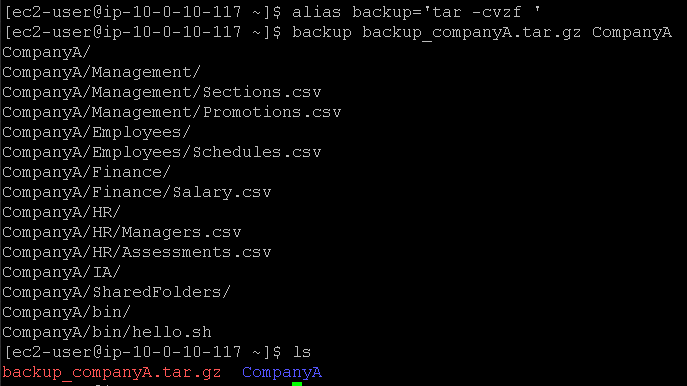 [ec2-user@ip-10-0-10-117 ~]$ alias backup='tar -cvzf '
[ec2-user@ip-10-0-10-117 ~]$ backup backup_companyA.tar.gz CompanyA
CompanyA/
CompanyA/Management/
CompanyA/Management/Sections.csv
CompanyA/Management/Promotions.csv
CompanyA/Employees/
CompanyA/Employees/Schedules.csv
CompanyA/Finance/
CompanyA/Finance/Salary.csv
CompanyA/HR/
CompanyA/HR/Managers.csv
CompanyA/HR/Assessments.csv
CompanyA/IA/
CompanyA/SharedFolders/
CompanyA/bin/
CompanyA/bin/hello.sh
[ec2-user@ip-10-0-10-117 ~]$ ls
backup_companyA.tar.gz  CompanyA